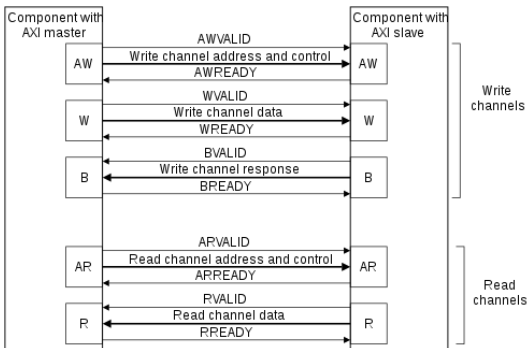 Component with
AXI master
Component with
AXI slave
AWVALID
AW
Write channel address and control
AW
AWREADY
WVALID
W
Write channel data
W
WREADY
BVALID
B
Write channel response
B
BREADY
Write
channels
ARVALID
AR
Read channel address and control
AR
ARREADY
RVALID
R
Read channel data
R
RREADY
Read
channels